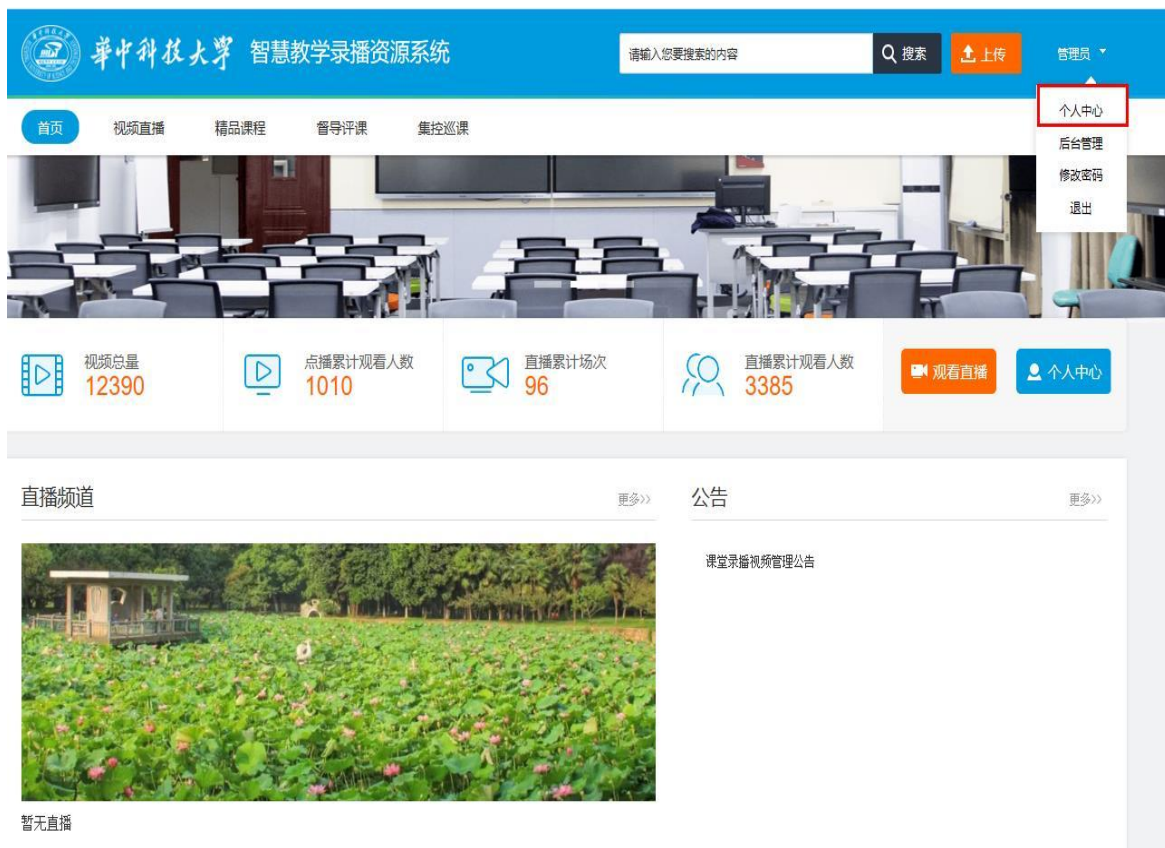 华中科技大学 智慧教学录播资源系统
请输入您要搜索的内容
搜索
上传
管理员
个人中心
后台管理
修改密码
退出
首页
视频直播
精品课程
督导评课
集控巡课
视频总量
12390
点播累计观看人数
1010
直播累计场次
96
直播累计观看人数
3385
观看直播
个人中心
直播频道
更多>>
公告
更多>>
课堂录播视频管理公告
暂无直播